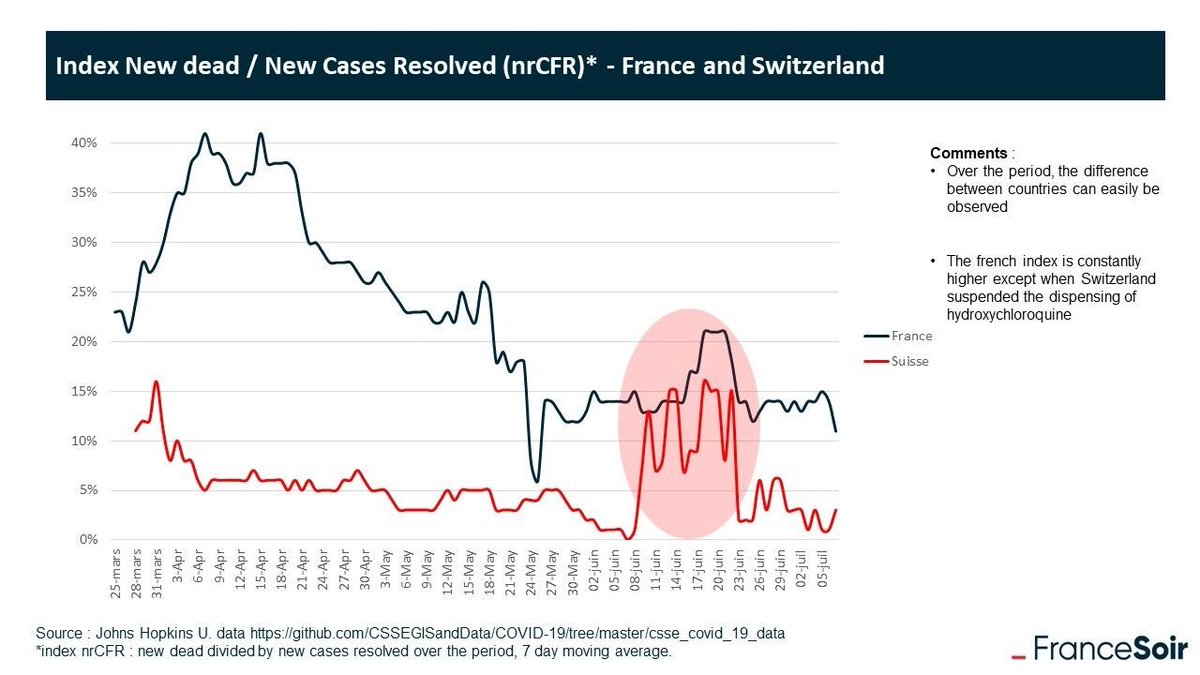 Index New dead / New Cases Resolved (nrCFR)* - France and Switzerland
40%
35%
30%
25%
20%
15%
10%
5%
0%
25-mars
28-mars
31-mars
3-Apr
6-Apr
9-Apr
12-Apr
15-Apr
18-Apr
21-Apr
24-Apr
27-Apr
30-Apr
3-May
6-May
9-May
12-May
15-May
18-May
21-May
24-May
27-May
30-May
02-juin
05-juin
08-juin
11-juin
14-juin
17-juin
20-juin
23-juin
26-juin
29-juin
02-juil
05-juil
France
Suisse
Comments :
• Over the period, the difference
between countries can easily be
observed
• The french index is constantly
higher except when Switzerland
suspended the dispensing of
hydroxychloroquine
Source : Johns Hopkins U. data https://github.com/CSSEGISandData/COVID-19/tree/master/csse_covid_19_data
*index nrCFR : new dead divided by new cases resolved over the period, 7 day moving average.
_ FranceSoir